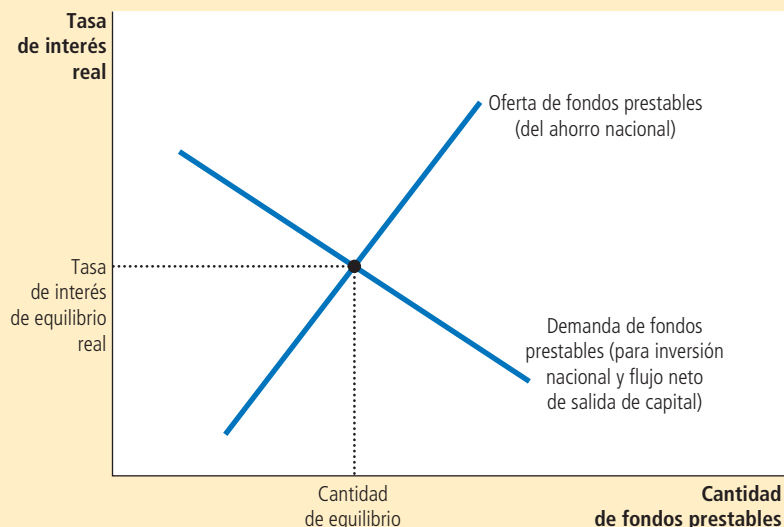 Tasa
de interés
real
Oferta de fondos prestables
(del ahorro nacional)
Tasa
de interés
de equilibrio
real
Demanda de fondos
prestables (para inversión
nacional y flujo neto
de salida de capital)
Cantidad
de equilibrio
Cantidad
de fondos prestables